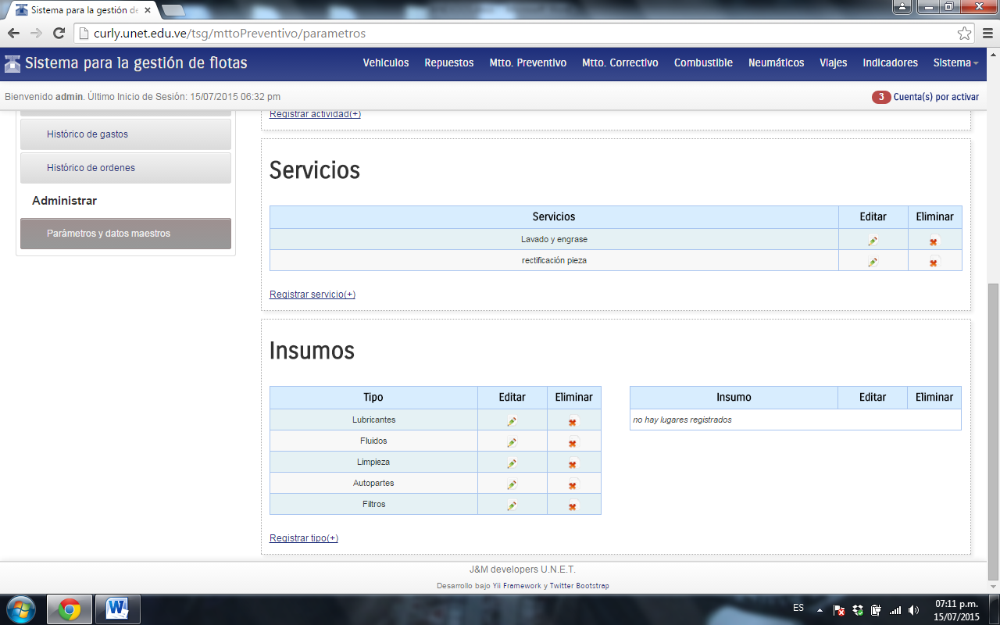 Sistema para la gestión de
curly.unet.edu.ve/tsg/mttoPreventivo/parametros
Sistema para la gestión de flotas
Vehiculos Repuestos Mtto. Preventivo Mtto. Correctivo Combustible Neumáticos Viajes Indicadores Sistema
Bienvenido admin. Último Inicio de Sesión: 15/07/2015 06:32 pm
3 Cuenta(s) por activar
Registrar actividad(+)
Histórico de gastos
Histórico de ordenes
Administrar
Parámetros y datos maestros
Servicios
Servicios Editar Eliminar
Lavado y engrase
rectificación pieza
Registrar servicio(+)
Insumos
Tipo Editar Eliminar
Lubricantes
Fluidos
Limpieza
Autopartes
Filtros
Insumo Editar Eliminar
no hay lugares registrados
Registrar tipo(+)
J&M developers U.N.E.T.
Desarrollo bajo Yii Framework y Twitter Bootstrap
ES
07:11 p.m.
15/07/2015